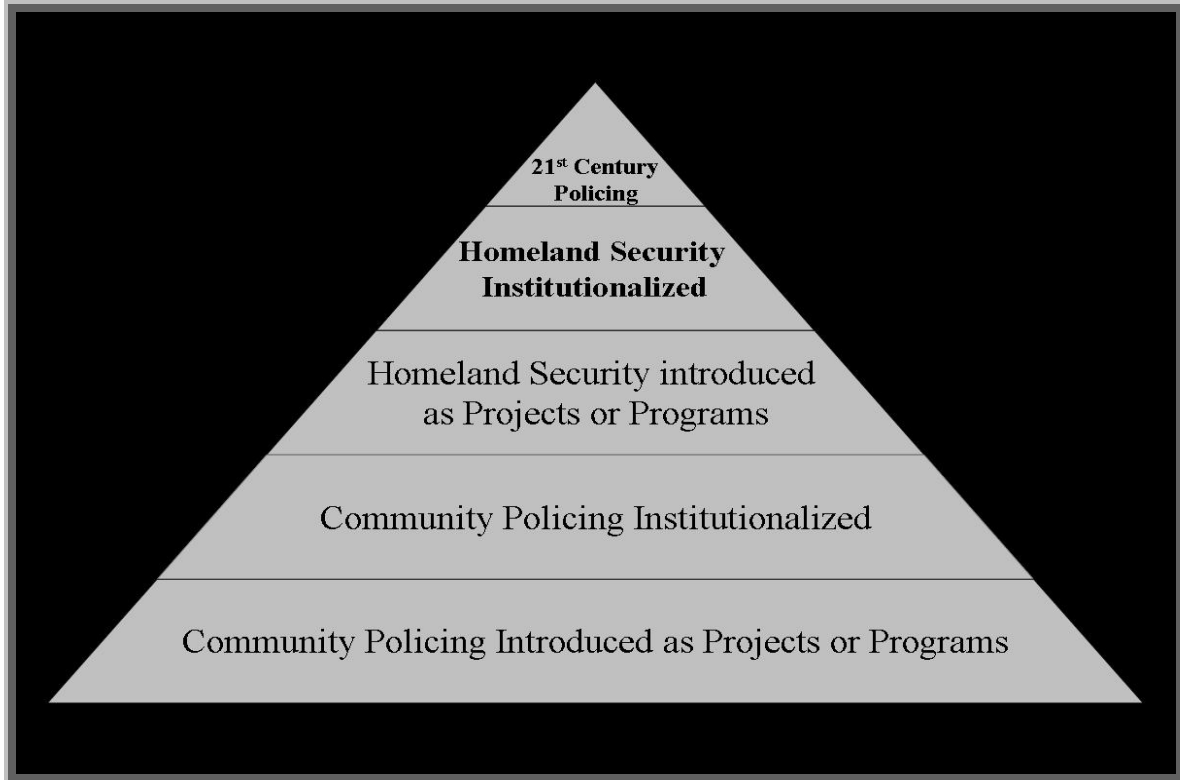 21st Century
Policing
Homeland Security
Institutionalized
Homeland Security introduced
as Projects or Programs
Community Policing Institutionalized
Community Policing Introduced as Projects or Programs